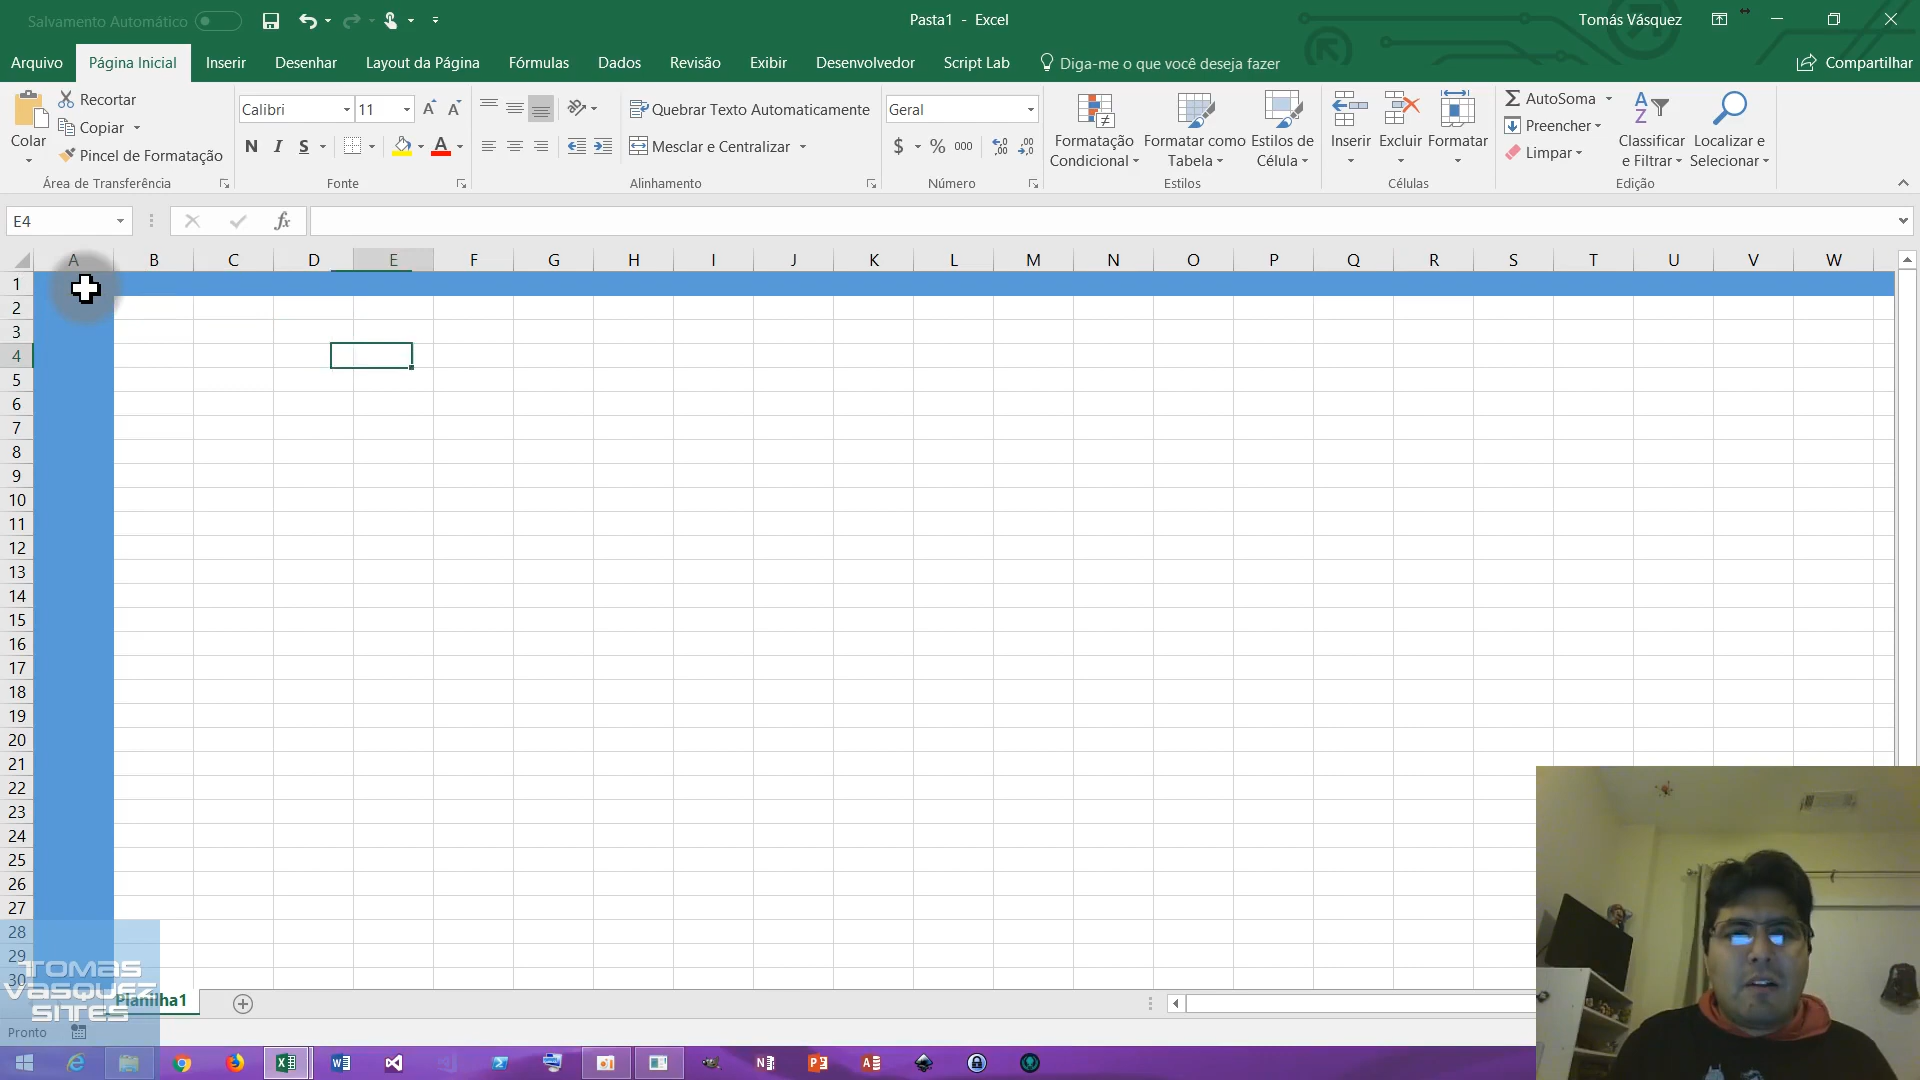 Salvamento Automático
Pasta1 - Excel
Tomás Vásquez
Arquivo Página Inicial Inserir Desenhar Layout da Página Fórmulas Dados Revisão Exibir Desenvolvedor Script Lab Diga-me o que você deseja fazer Compartilhar
Colar
Recortar
Copiar
Pincel de Formatação
Área de Transferência
Calibri 11
N I S A
Fonte
Quebrar Texto Automaticamente
Mesclar e Centralizar
Alinhamento
Geral
$ % 000
Número
Formatação Condicional
Formatar como Tabela
Estilos de Célula
Estilos
Inserir
Excluir
Formatar
Células
AutoSoma
Preencher
Limpar
Classificar e Filtrar
Localizar e Selecionar
Edição
E4
fx
A B C D E F G H I J K L M N O P Q R S T U V W
1
2
3
4
5
6
7
8
9
10
11
12
13
14
15
16
17
18
19
20
21
22
23
24
25
26
27
28
29
30
TOMAS
VASQUEZ
SITES
Planilha1
Pronto